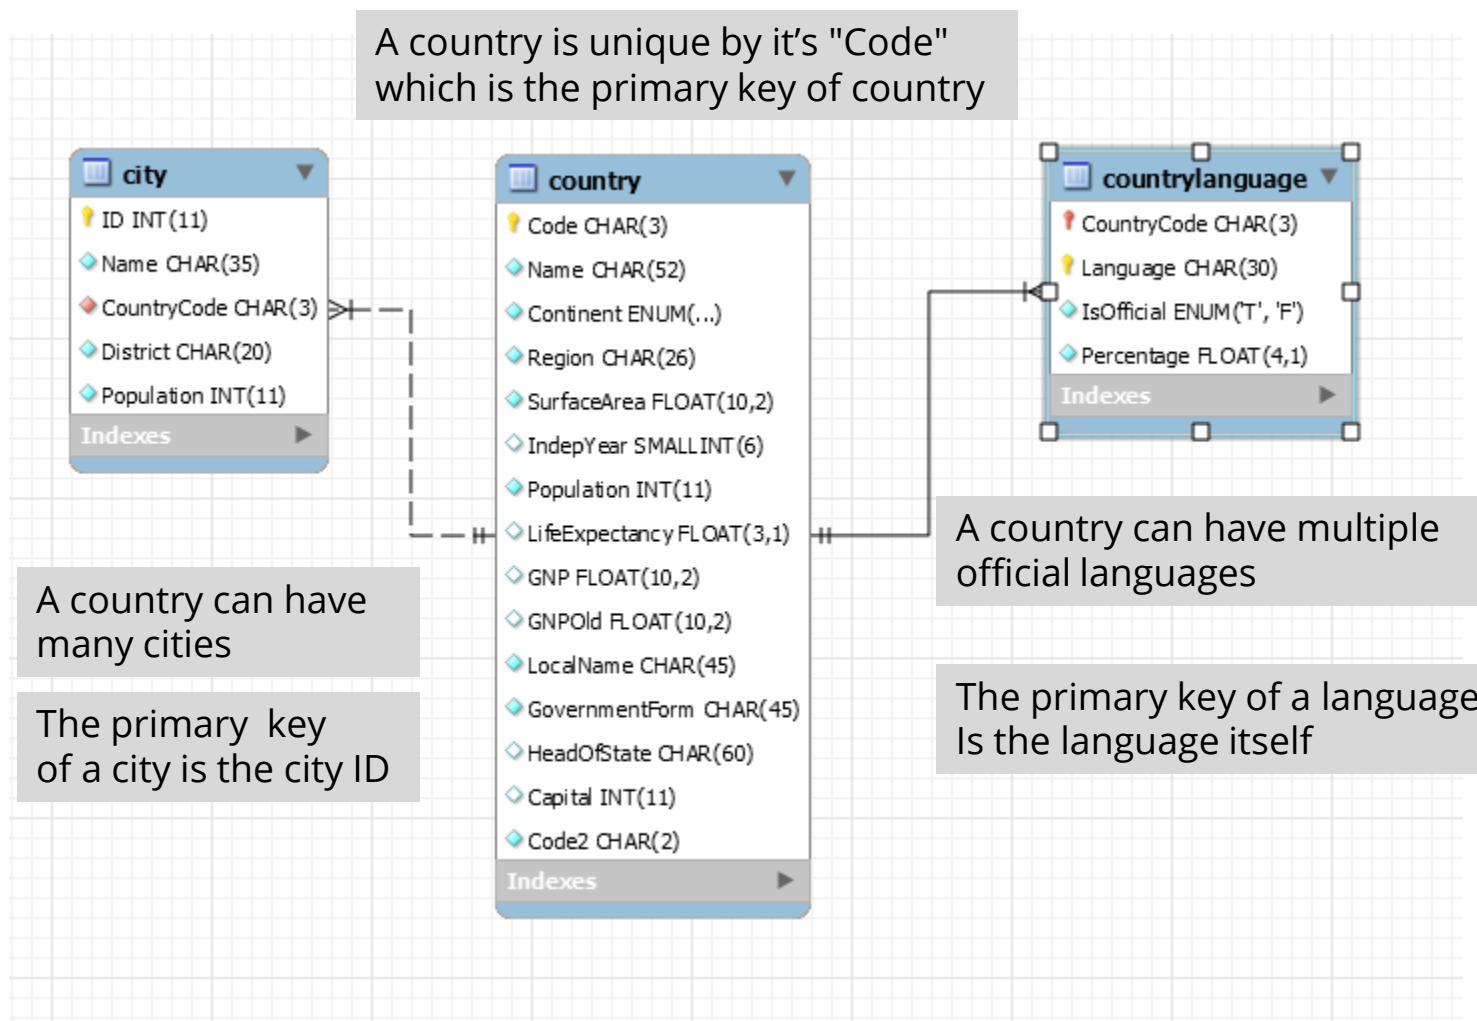 A country is unique by it’s "Code"
which is the primary key of country
city
ID INT(11)
Name CHAR(35)
CountryCode CHAR(3)
District CHAR(20)
Population INT(11)
Indexes
country
Code CHAR(3)
Name CHAR(52)
Continent ENUM(...)
Region CHAR(26)
SurfaceArea FLOAT(10,2)
IndepYear SMALLINT(6)
Population INT(11)
LifeExpectancy FLOAT(3,1)
GNP FLOAT(10,2)
GNPOld FLOAT(10,2)
LocalName CHAR(45)
GovernmentForm CHAR(45)
HeadOfState CHAR(60)
Capital INT(11)
Code2 CHAR(2)
Indexes
countrylanguage
CountryCode CHAR(3)
Language CHAR(30)
IsOfficial ENUM('T', 'F')
Percentage FLOAT(4,1)
Indexes
A country can have many cities
The primary  key
of a city is the city ID
A country can have multiple
official languages
The primary key of a language
Is the language itself